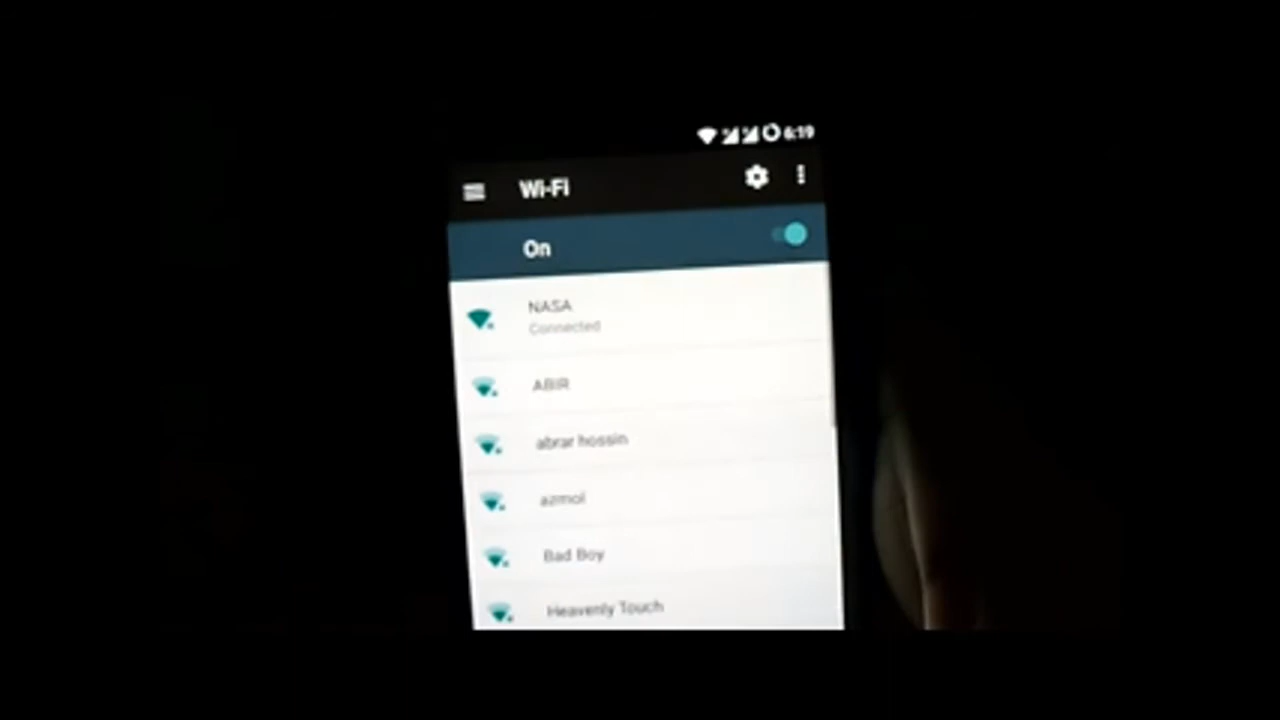 6:19
Wi-Fi
On
NASA
Connected
ABIR
abrar hossin
azmol
Bad Boy
Heavenly Touch